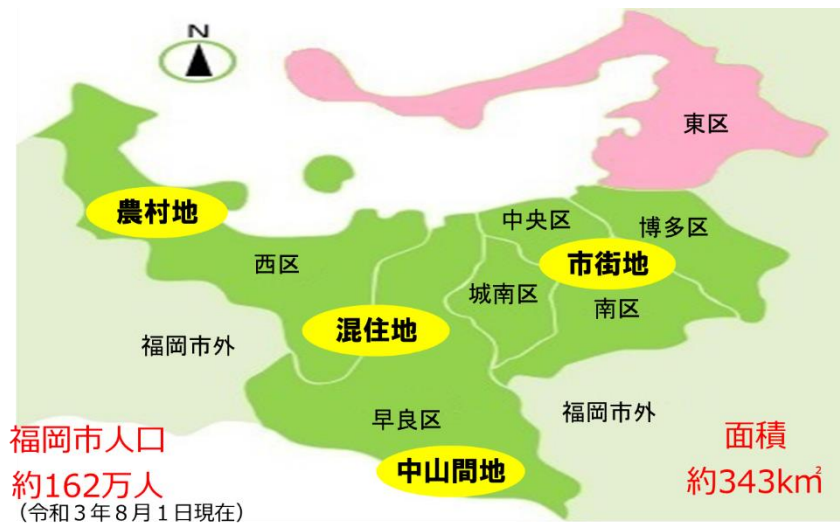 N
東区
農村地
中央区
博多区
西区
市街地
城南区
南区
混住地
福岡市外
早良区
福岡市外
中山間地
福岡市人口
約162万人
（令和３年８月１日現在）
面積
約343k㎡